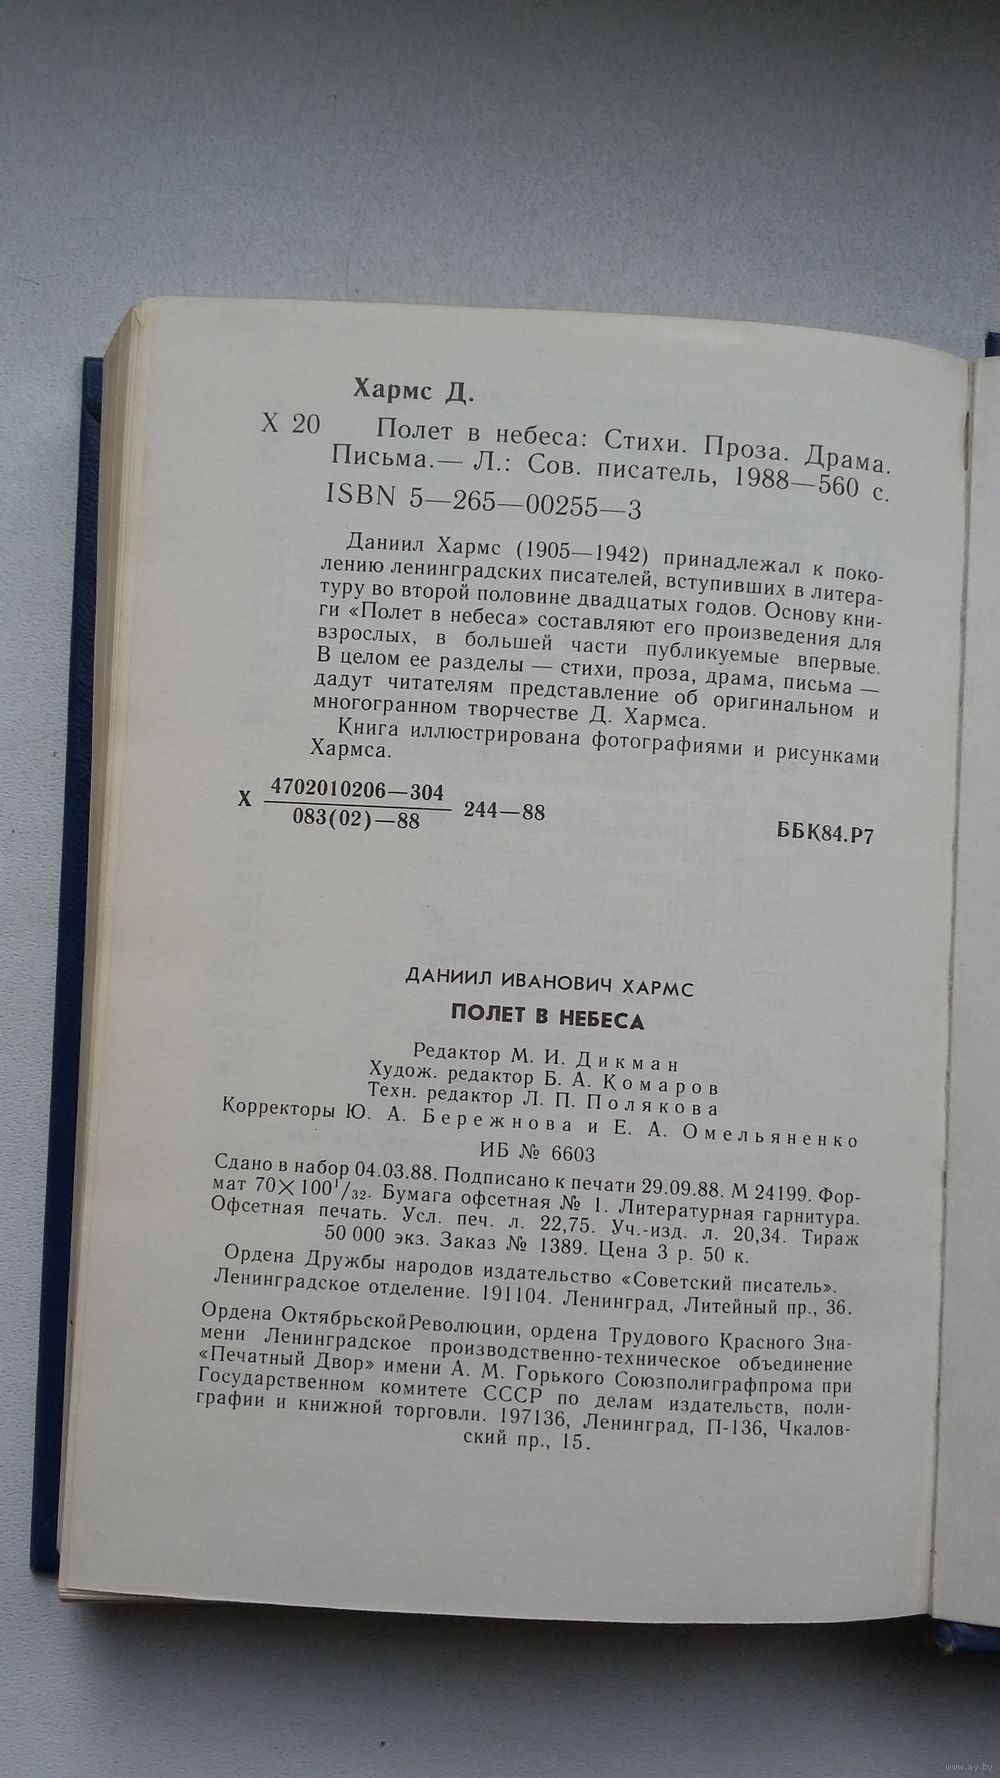 Хармс Д.
Х 20 Полет в небеса: Стихи. Проза. Драма.
Письма.— Л.: Сов. писатель, 1988—560 с.
ISBN 5—265—00255—3
Даниил Хармс (1905—1942) принадлежал к поко-
лению ленинградских писателей, вступивших в литера-
туру во второй половине двадцатых годов. Основу кни-
ги «Полет в небеса» составляют его произведения для
взрослых, в большей части публикуемые впервые.
В целом ее разделы — стихи, проза, драма, письма —
дадут читателям представление об оригинальном и
многогранном творчестве Д. Хармса.
Книга иллюстрирована фотографиями и рисунками
Хармса.
Х 4702010206—304
083(02)—88 244—88
ББК84.Р7
ДАНИИЛ ИВАНОВИЧ ХАРМС
ПОЛЕТ В НЕБЕСА
Редактор М. И. Дикман
Худож. редактор Б. А. Комаров
Техн. редактор Л. П. Полякова
Корректоры Ю. А. Бережнова и Е. А. Омельяненко
ИБ № 6603
Сдано в набор 04.03.88. Подписано к печати 29.09.88. М 24199. Фор-
мат 70×100 1/32. Бумага офсетная № 1. Литературная гарнитура.
Офсетная печать. Усл. печ. л. 22,75. Уч.-изд. л. 20,34. Тираж
50 000 экз. Заказ № 1389. Цена 3 р. 50 к.
Ордена Дружбы народов издательство «Советский писатель».
Ленинградское отделение. 191104. Ленинград, Литейный пр., 36.
Ордена Октябрьской Революции, ордена Трудового Красного Зна-
мени Ленинградское производственно-техническое объединение
«Печатный Двор» имени А. М. Горького Союзполиграфпрома при
Государственном комитете СССР по делам издательств, поли-
графии и книжной торговли. 197136, Ленинград, П-136, Чкалов-
ский пр., 15.
www.ay.by